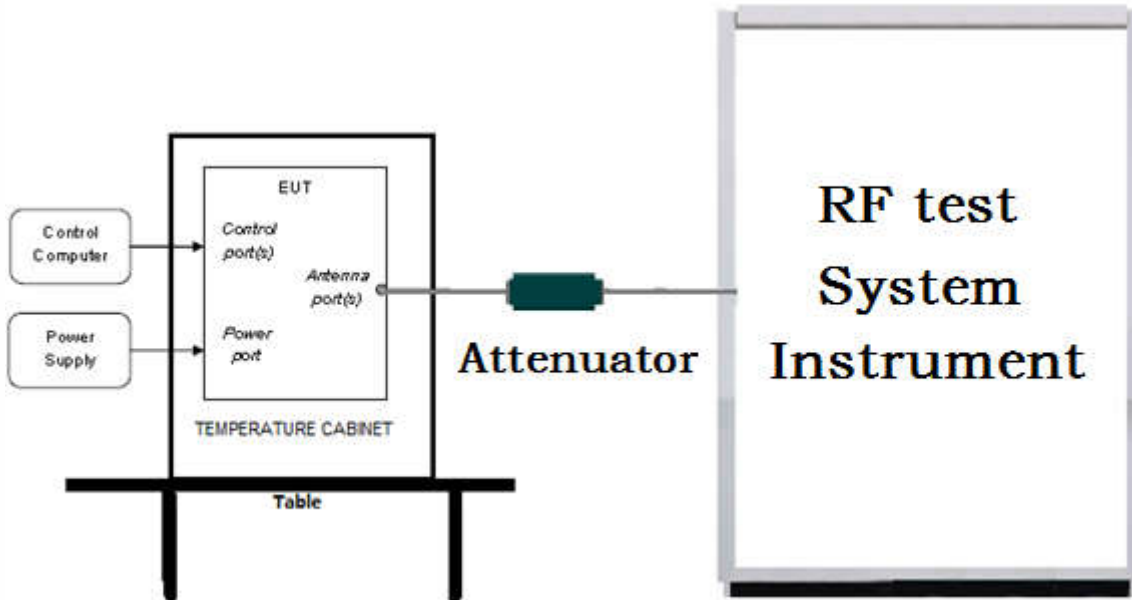 Control
Computer
Power
Supply
EUT
Control
port(s)
Antenna
port(s)
Power
port
TEMPERATURE CABINET
Table
Attenuator
RF test
System
Instrument